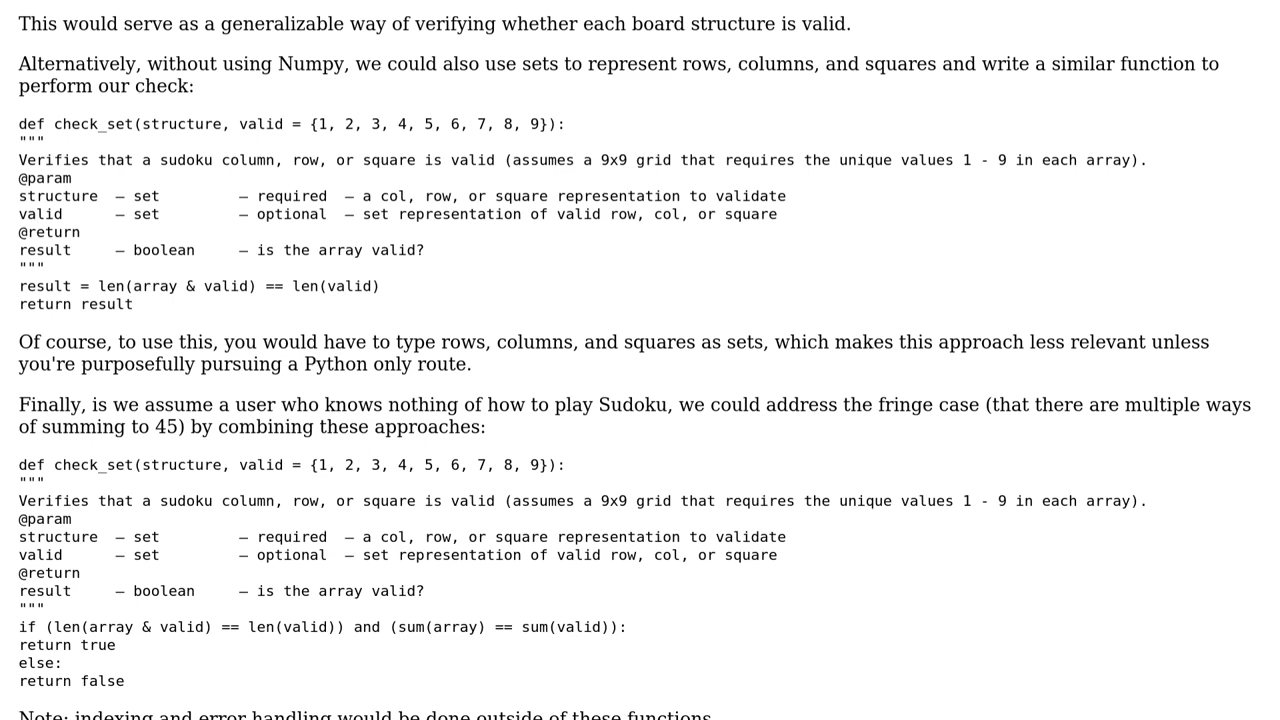 This would serve as a generalizable way of verifying whether each board structure is valid.
Alternatively, without using Numpy, we could also use sets to represent rows, columns, and squares and write a similar function to
perform our check:
def check_set(structure, valid = {1, 2, 3, 4, 5, 6, 7, 8, 9}):
"""
Verifies that a sudoku column, row, or square is valid (assumes a 9x9 grid that requires the unique values 1 - 9 in each array).
@param
structure  – set         – required  – a col, row, or square representation to validate
valid      – set         – optional  – set representation of valid row, col, or square
@return
result     – boolean     – is the array valid?
"""
result = len(array & valid) == len(valid)
return result
Of course, to use this, you would have to type rows, columns, and squares as sets, which makes this approach less relevant unless
you're purposefully pursuing a Python only route.
Finally, is we assume a user who knows nothing of how to play Sudoku, we could address the fringe case (that there are multiple ways
of summing to 45) by combining these approaches:
def check_set(structure, valid = {1, 2, 3, 4, 5, 6, 7, 8, 9}):
"""
Verifies that a sudoku column, row, or square is valid (assumes a 9x9 grid that requires the unique values 1 - 9 in each array).
@param
structure  – set         – required  – a col, row, or square representation to validate
valid      – set         – optional  – set representation of valid row, col, or square
@return
result     – boolean     – is the array valid?
"""
if (len(array & valid) == len(valid)) and (sum(array) == sum(valid)):
return true
else:
return false
Note: indexing and error handling would be done outside of these functions.